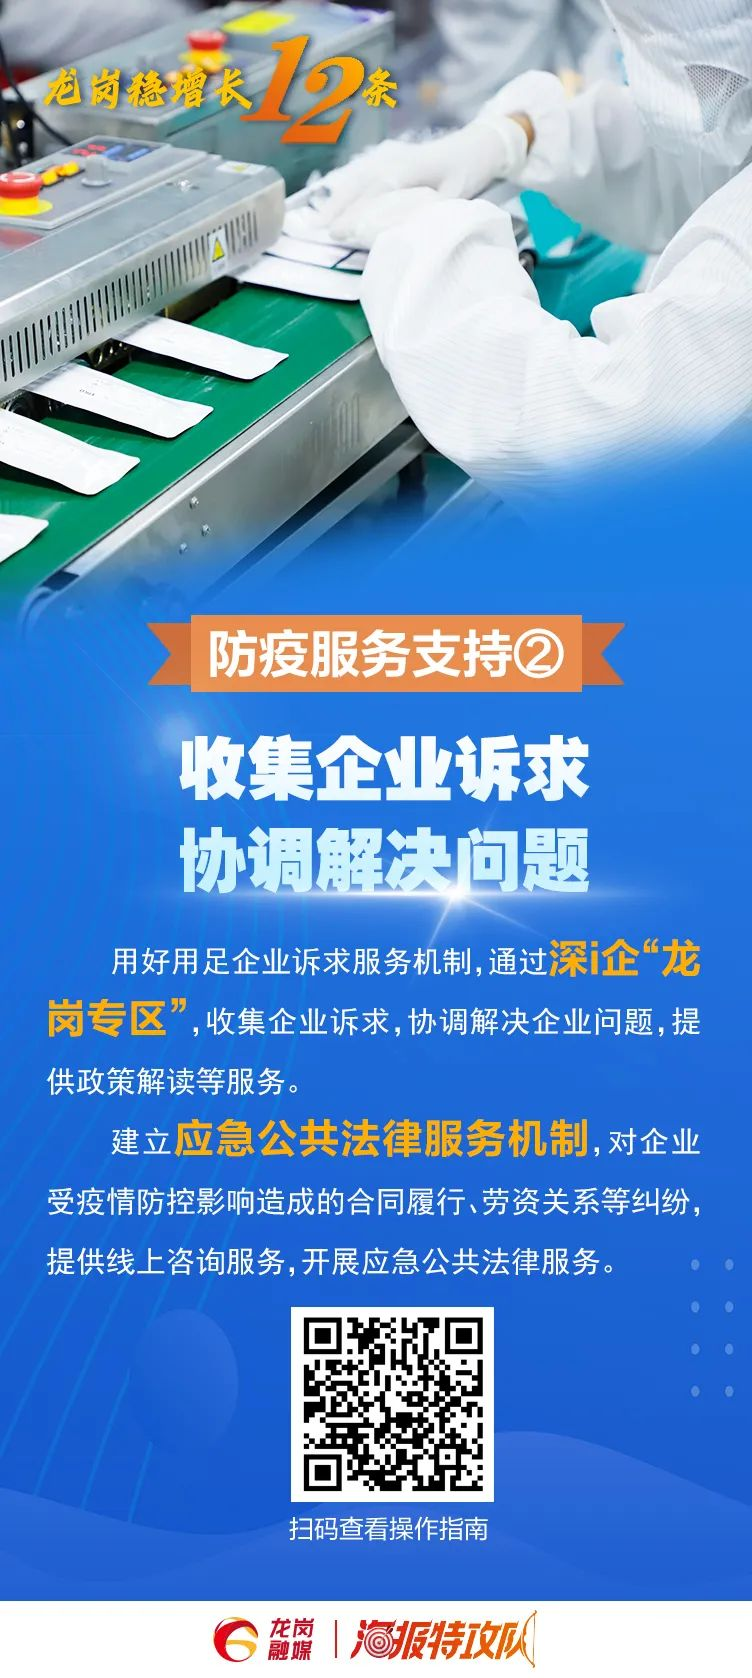 龙岗稳增长12条
防疫服务支持②
收集企业诉求
协调解决问题
用好用足企业诉求服务机制,通过深i企“龙
岗专区”,收集企业诉求,协调解决企业问题,提
供政策解读等服务。
建立应急公共法律服务机制,对企业
受疫情防控影响造成的合同履行、劳资关系等纠纷,
提供线上咨询服务,开展应急公共法律服务。
扫码查看操作指南
龙岗
融媒
海报特攻队